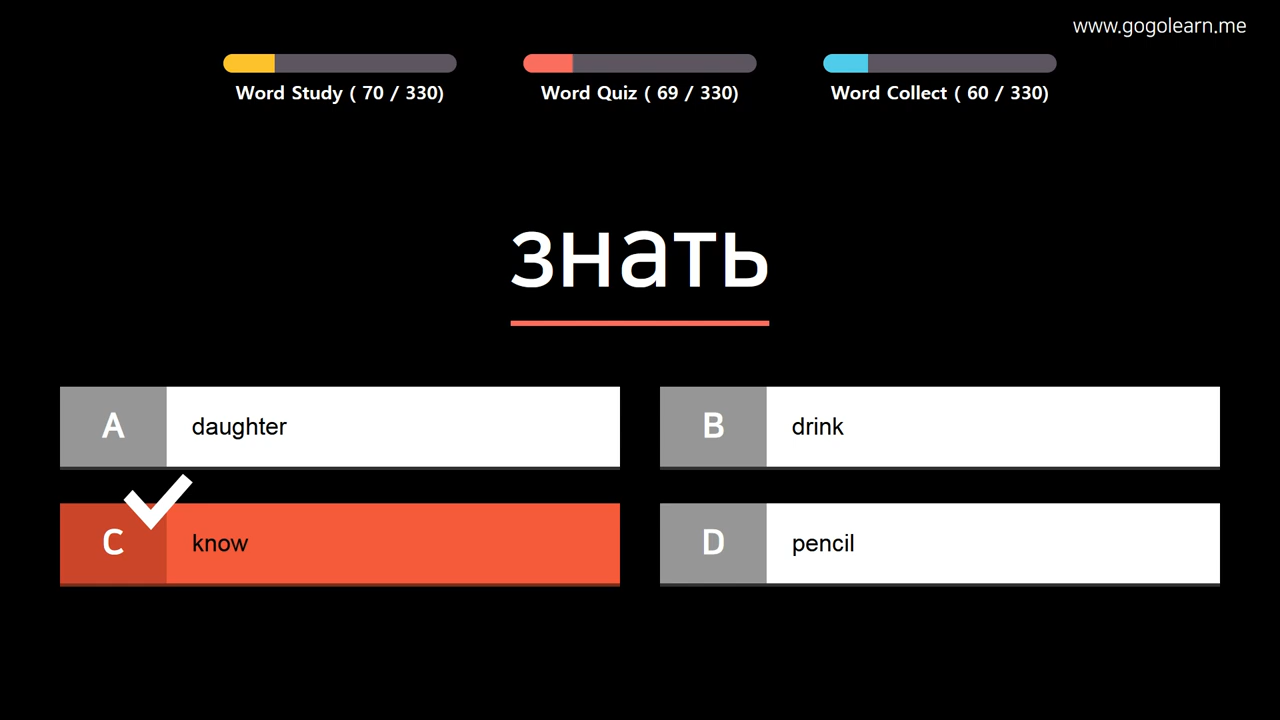 www.gogolearn.me
Word Study ( 70 / 330)
Word Quiz ( 69 / 330)
Word Collect ( 60 / 330)
знать
A daughter
B drink
C know
D pencil